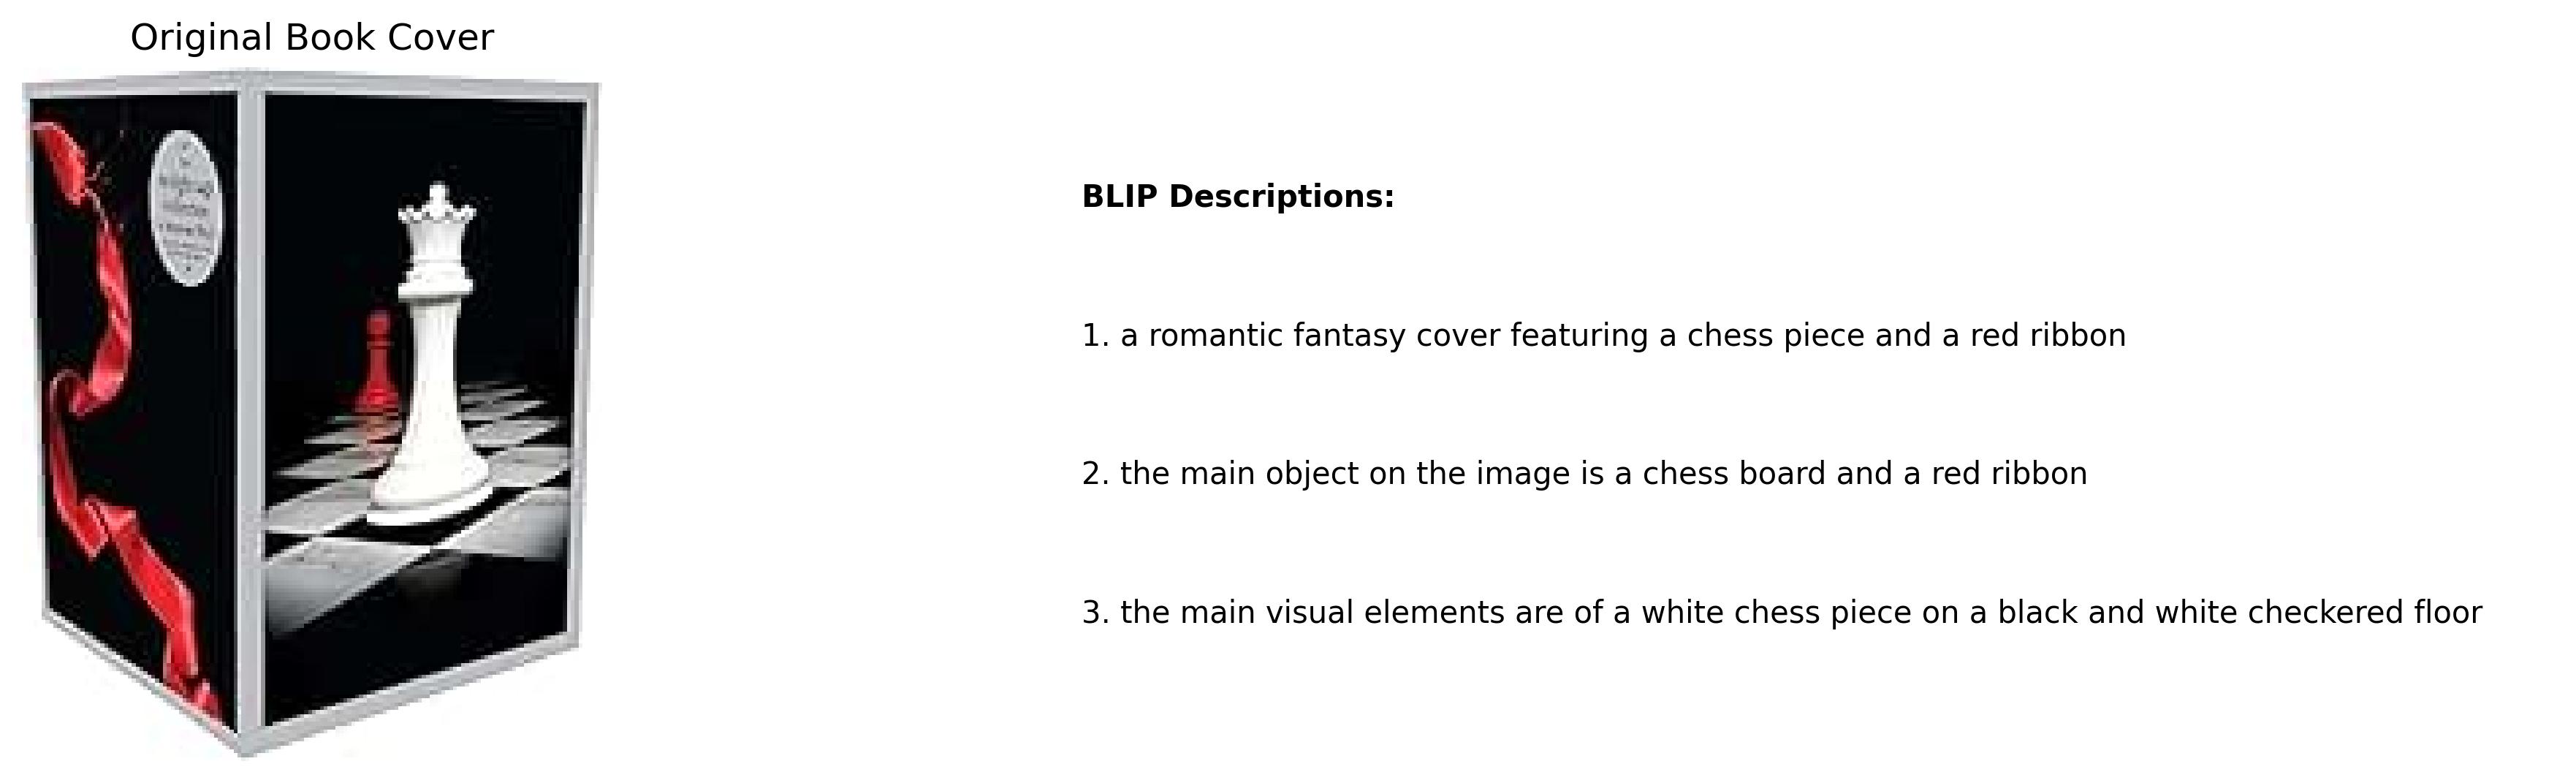 Original Book Cover
BLIP Descriptions:
1. a romantic fantasy cover featuring a chess piece and a red ribbon
2. the main object on the image is a chess board and a red ribbon
3. the main visual elements are of a white chess piece on a black and white checkered floor